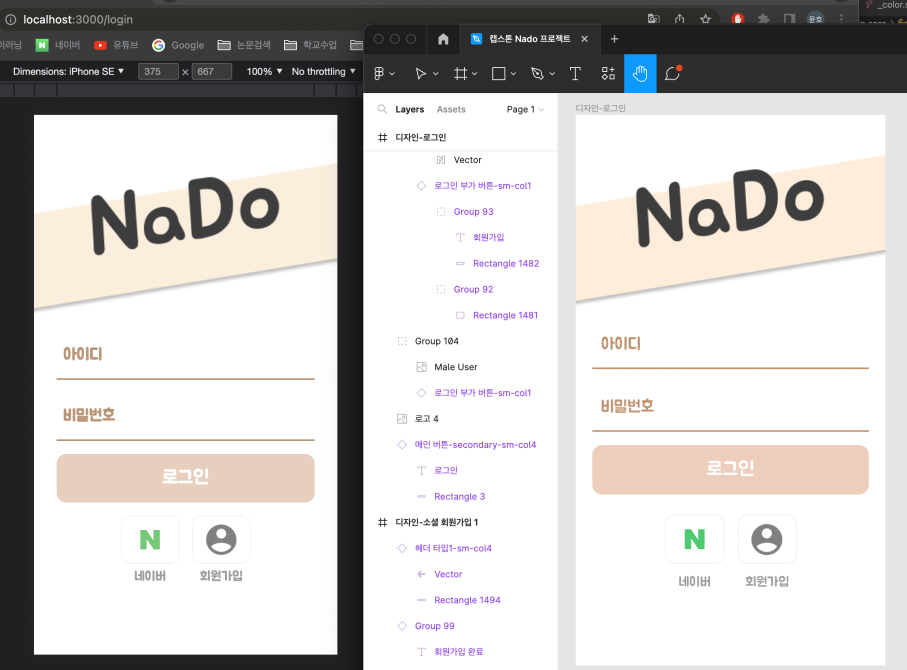 localhost:3000/login
_color.s
이러닝 네이버 유튜브 Google 논문검색 학교수업
Dimensions: iPhone SE ▼ 375 x 667 100% ▼ No throttling ▼
NaDo
아이디
비밀번호
로그인
N
네이버 회원가입
윤호
캡스톤 Nado 프로젝트
Layers Assets Page 1
디자인-로그인
Vector
로그인 부가 버튼-sm-col1
Group 93
회원가입
Rectangle 1482
Group 92
Rectangle 1481
Group 104
Male User
로그인 부가 버튼-sm-col1
로고 4
메인 버튼-secondary-sm-col4
로그인
Rectangle 3
디자인-소셜 회원가입 1
헤더 타입1-sm-col4
Vector
Rectangle 1494
Group 99
회원가입 완료
디자인-로그인
NaDo
아이디
비밀번호
로그인
N
네이버 회원가입